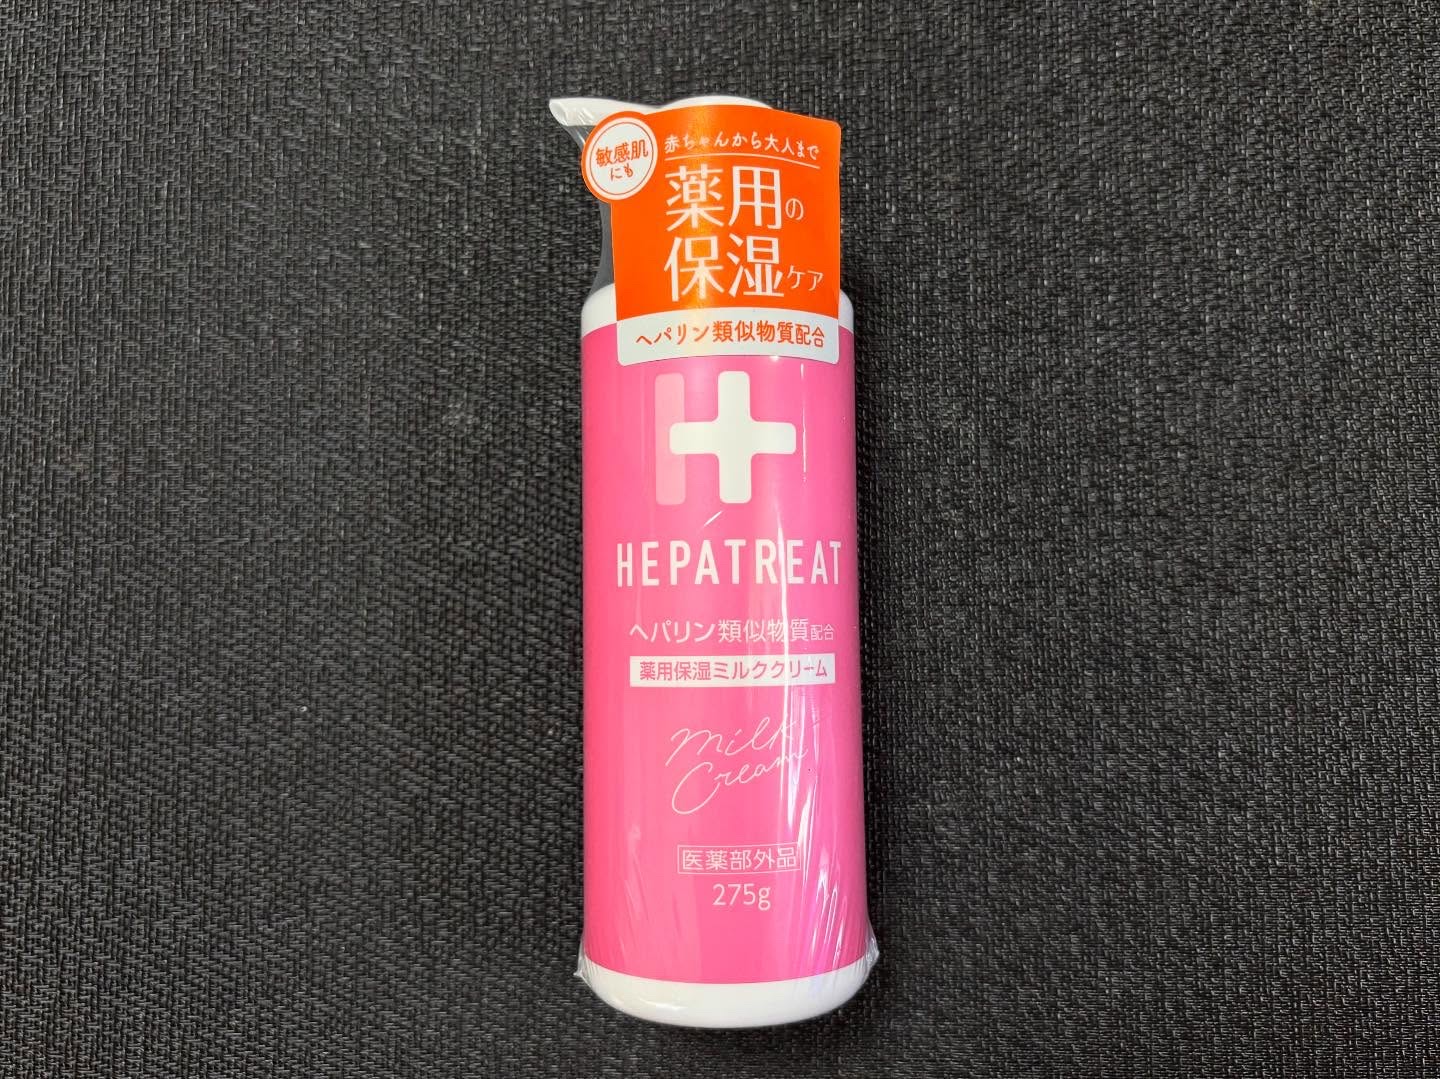 敏感肌
にも
赤ちゃんから大人まで
薬用の
保湿ケア
ヘパリン類似物質配合
HEPATREAT
ヘパリン類似物質配合
薬用保湿ミルククリーム
milk
Cream
医薬部外品
275g